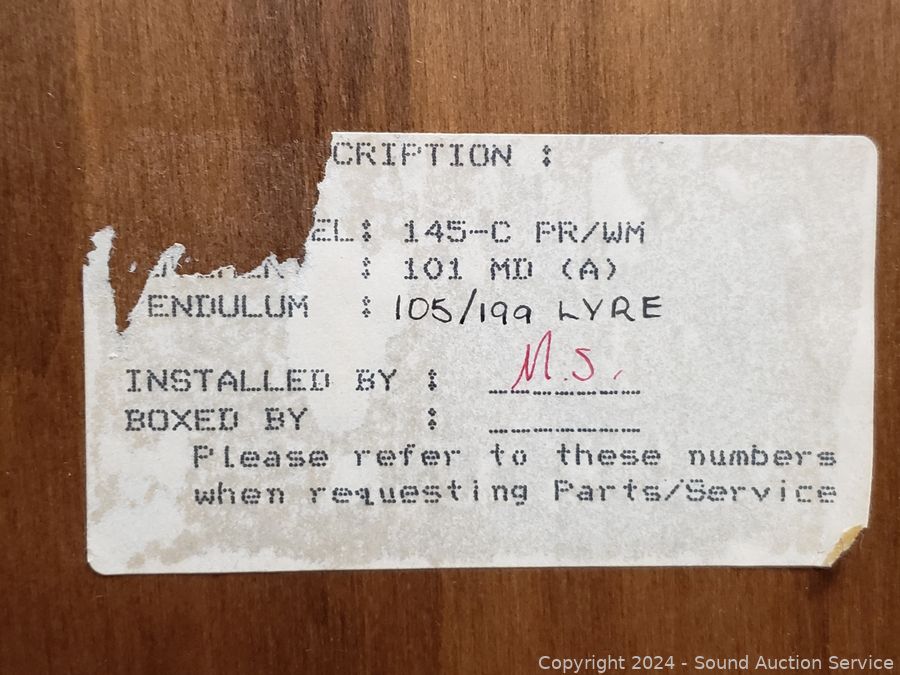 CRIPTION :
EL: 145-C PR/WM
: 101 MD (A)
ENDULUM : 105/199 LYRE
INSTALLED BY : M.S.
BOXED BY :
Please refer to these numbers
when requesting Parts/Service
Copyright 2024 - Sound Auction Service